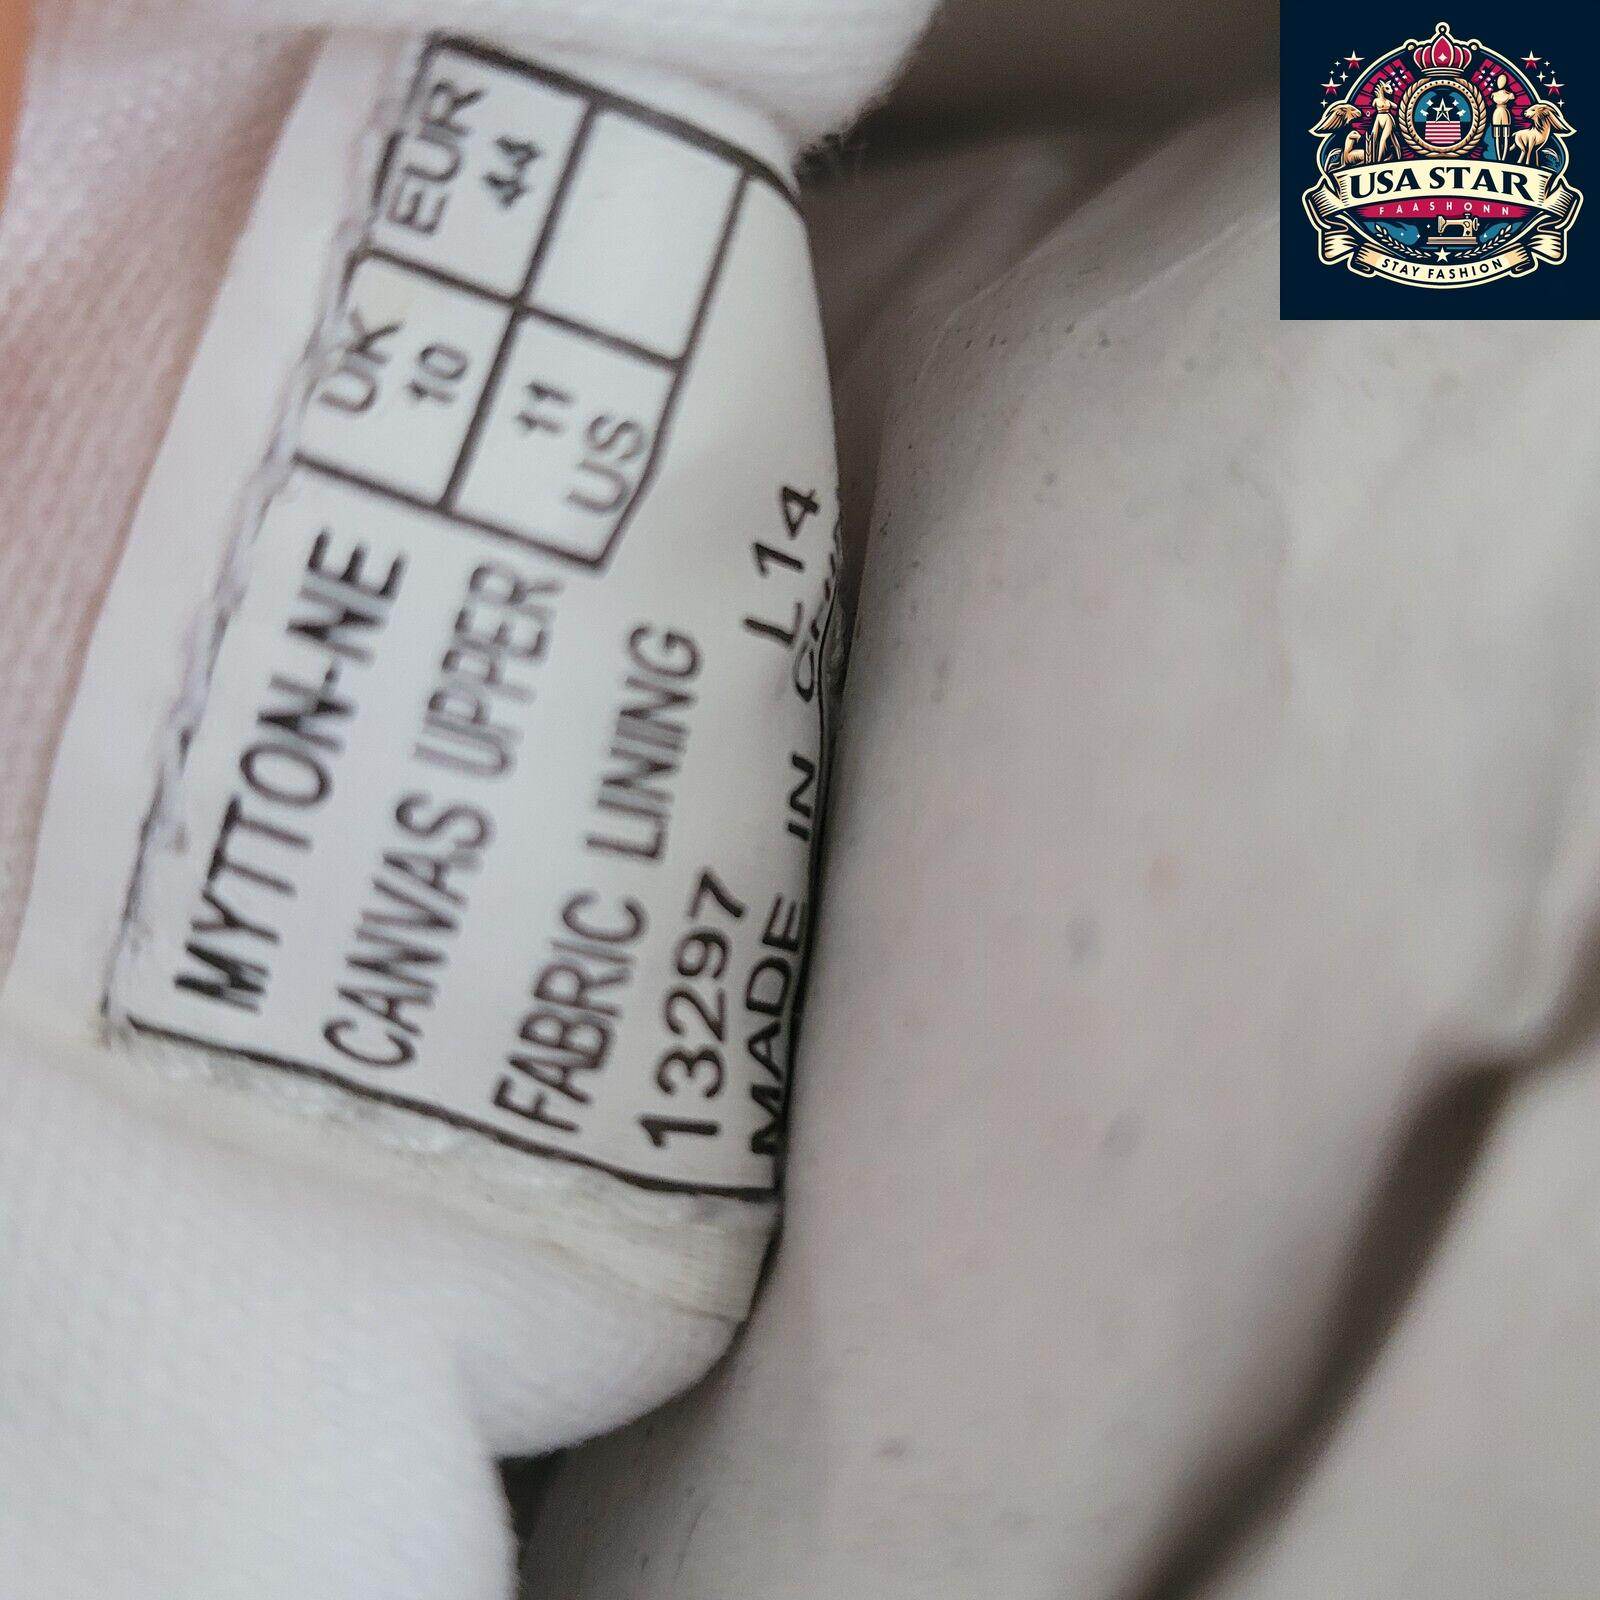 EUR
44
UK
10
11
US
MYTTON-NE
CANVAS UPPER
FABRIC LINING
13297 L14
MADE IN
USA STAR
FAASHONN
STAY FASHION